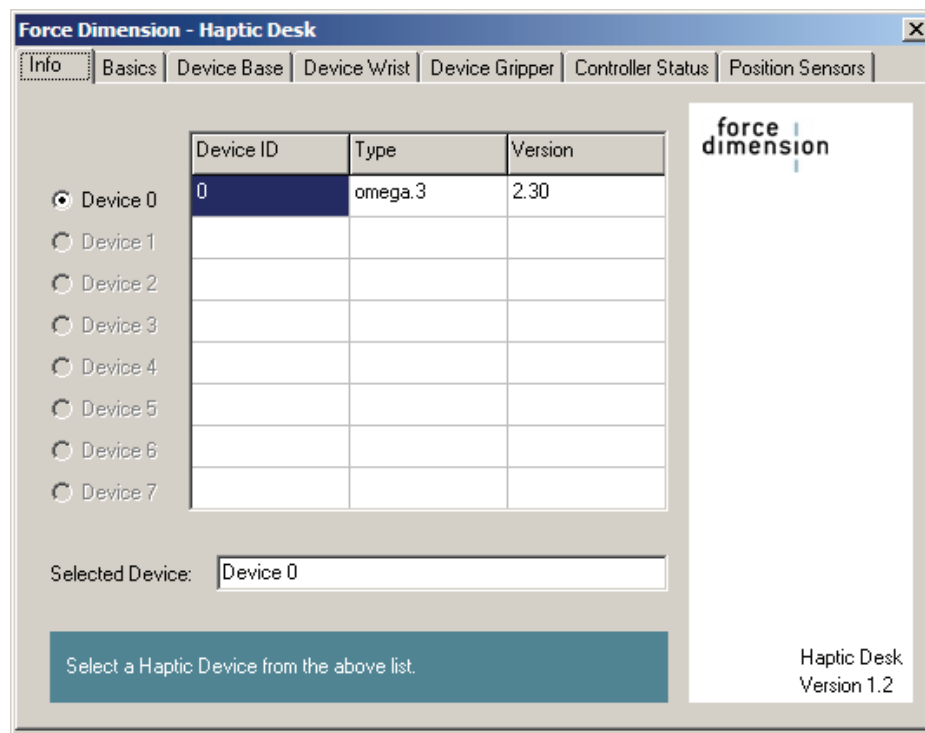 Force Dimension - Haptic Desk
Info Basics Device Base Device Wrist Device Gripper Controller Status Position Sensors
force
dimension
Device ID Type Version
Device 0 0 omega.3 2.30
Device 1
Device 2
Device 3
Device 4
Device 5
Device 6
Device 7
Selected Device: Device 0
Select a Haptic Device from the above list.
Haptic Desk
Version 1.2